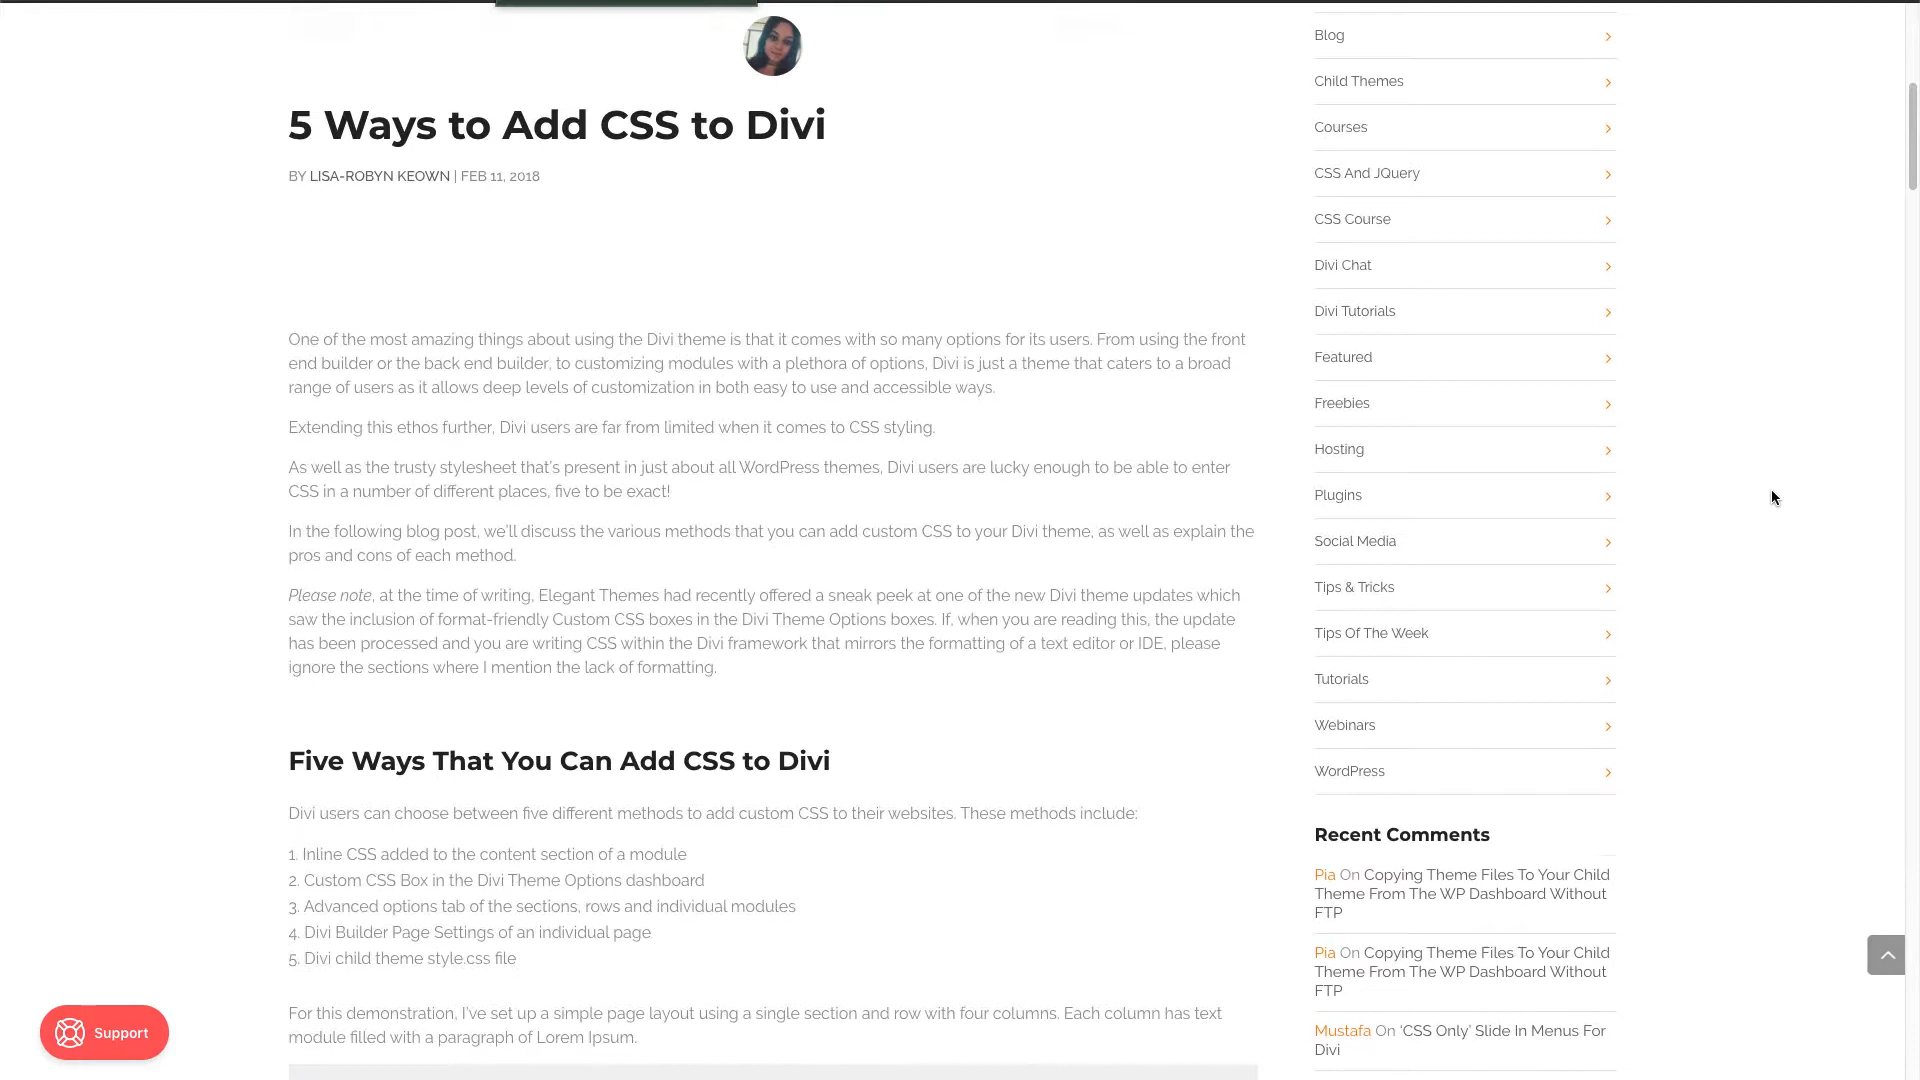 5 Ways to Add CSS to Divi
BY LISA-ROBYN KEOWN | FEB 11, 2018
One of the most amazing things about using the Divi theme is that it comes with so many options for its users. From using the front
end builder or the back end builder, to customizing modules with a plethora of options, Divi is just a theme that caters to a broad
range of users as it allows deep levels of customization in both easy to use and accessible ways.
Extending this ethos further, Divi users are far from limited when it comes to CSS styling.
As well as the trusty stylesheet that's present in just about all WordPress themes, Divi users are lucky enough to be able to enter
CSS in a number of different places, five to be exact!
In the following blog post, we'll discuss the various methods that you can add custom CSS to your Divi theme, as well as explain the
pros and cons of each method.
Please note, at the time of writing, Elegant Themes had recently offered a sneak peek at one of the new Divi theme updates which
saw the inclusion of format-friendly Custom CSS boxes in the Divi Theme Options boxes. If, when you are reading this, the update
has been processed and you are writing CSS within the Divi framework that mirrors the formatting of a text editor or IDE, please
ignore the sections where I mention the lack of formatting.
Five Ways That You Can Add CSS to Divi
Divi users can choose between five different methods to add custom CSS to their websites. These methods include:
1. Inline CSS added to the content section of a module
2. Custom CSS Box in the Divi Theme Options dashboard
3. Advanced options tab of the sections, rows and individual modules
4. Divi Builder Page Settings of an individual page
5. Divi child theme style.css file
For this demonstration, I've set up a simple page layout using a single section and row with four columns. Each column has text
module filled with a paragraph of Lorem Ipsum.
Support
Blog
Child Themes
Courses
CSS And JQuery
CSS Course
Divi Chat
Divi Tutorials
Featured
Freebies
Hosting
Plugins
Social Media
Tips & Tricks
Tips Of The Week
Tutorials
Webinars
WordPress
Recent Comments
Pia On Copying Theme Files To Your Child
Theme From The WP Dashboard Without
FTP
Pia On Copying Theme Files To Your Child
Theme From The WP Dashboard Without
FTP
Mustafa On 'CSS Only' Slide In Menus For
Divi